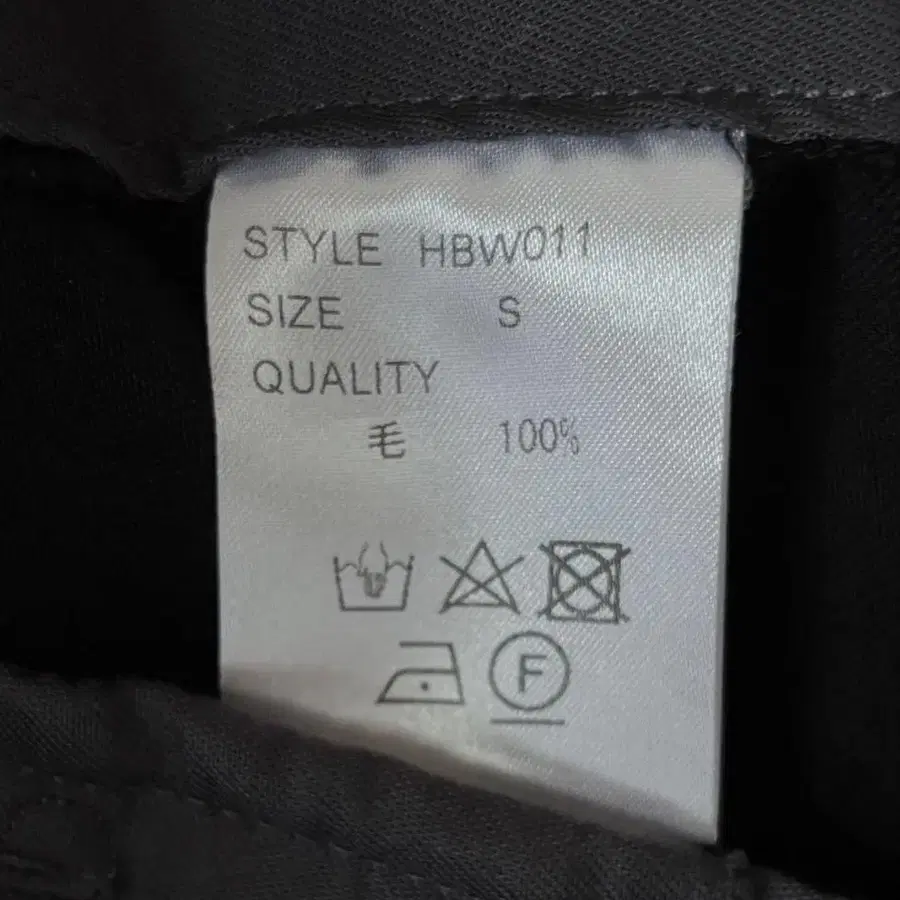 STYLE HBW011
SIZE S
QUALITY
毛 100%
F